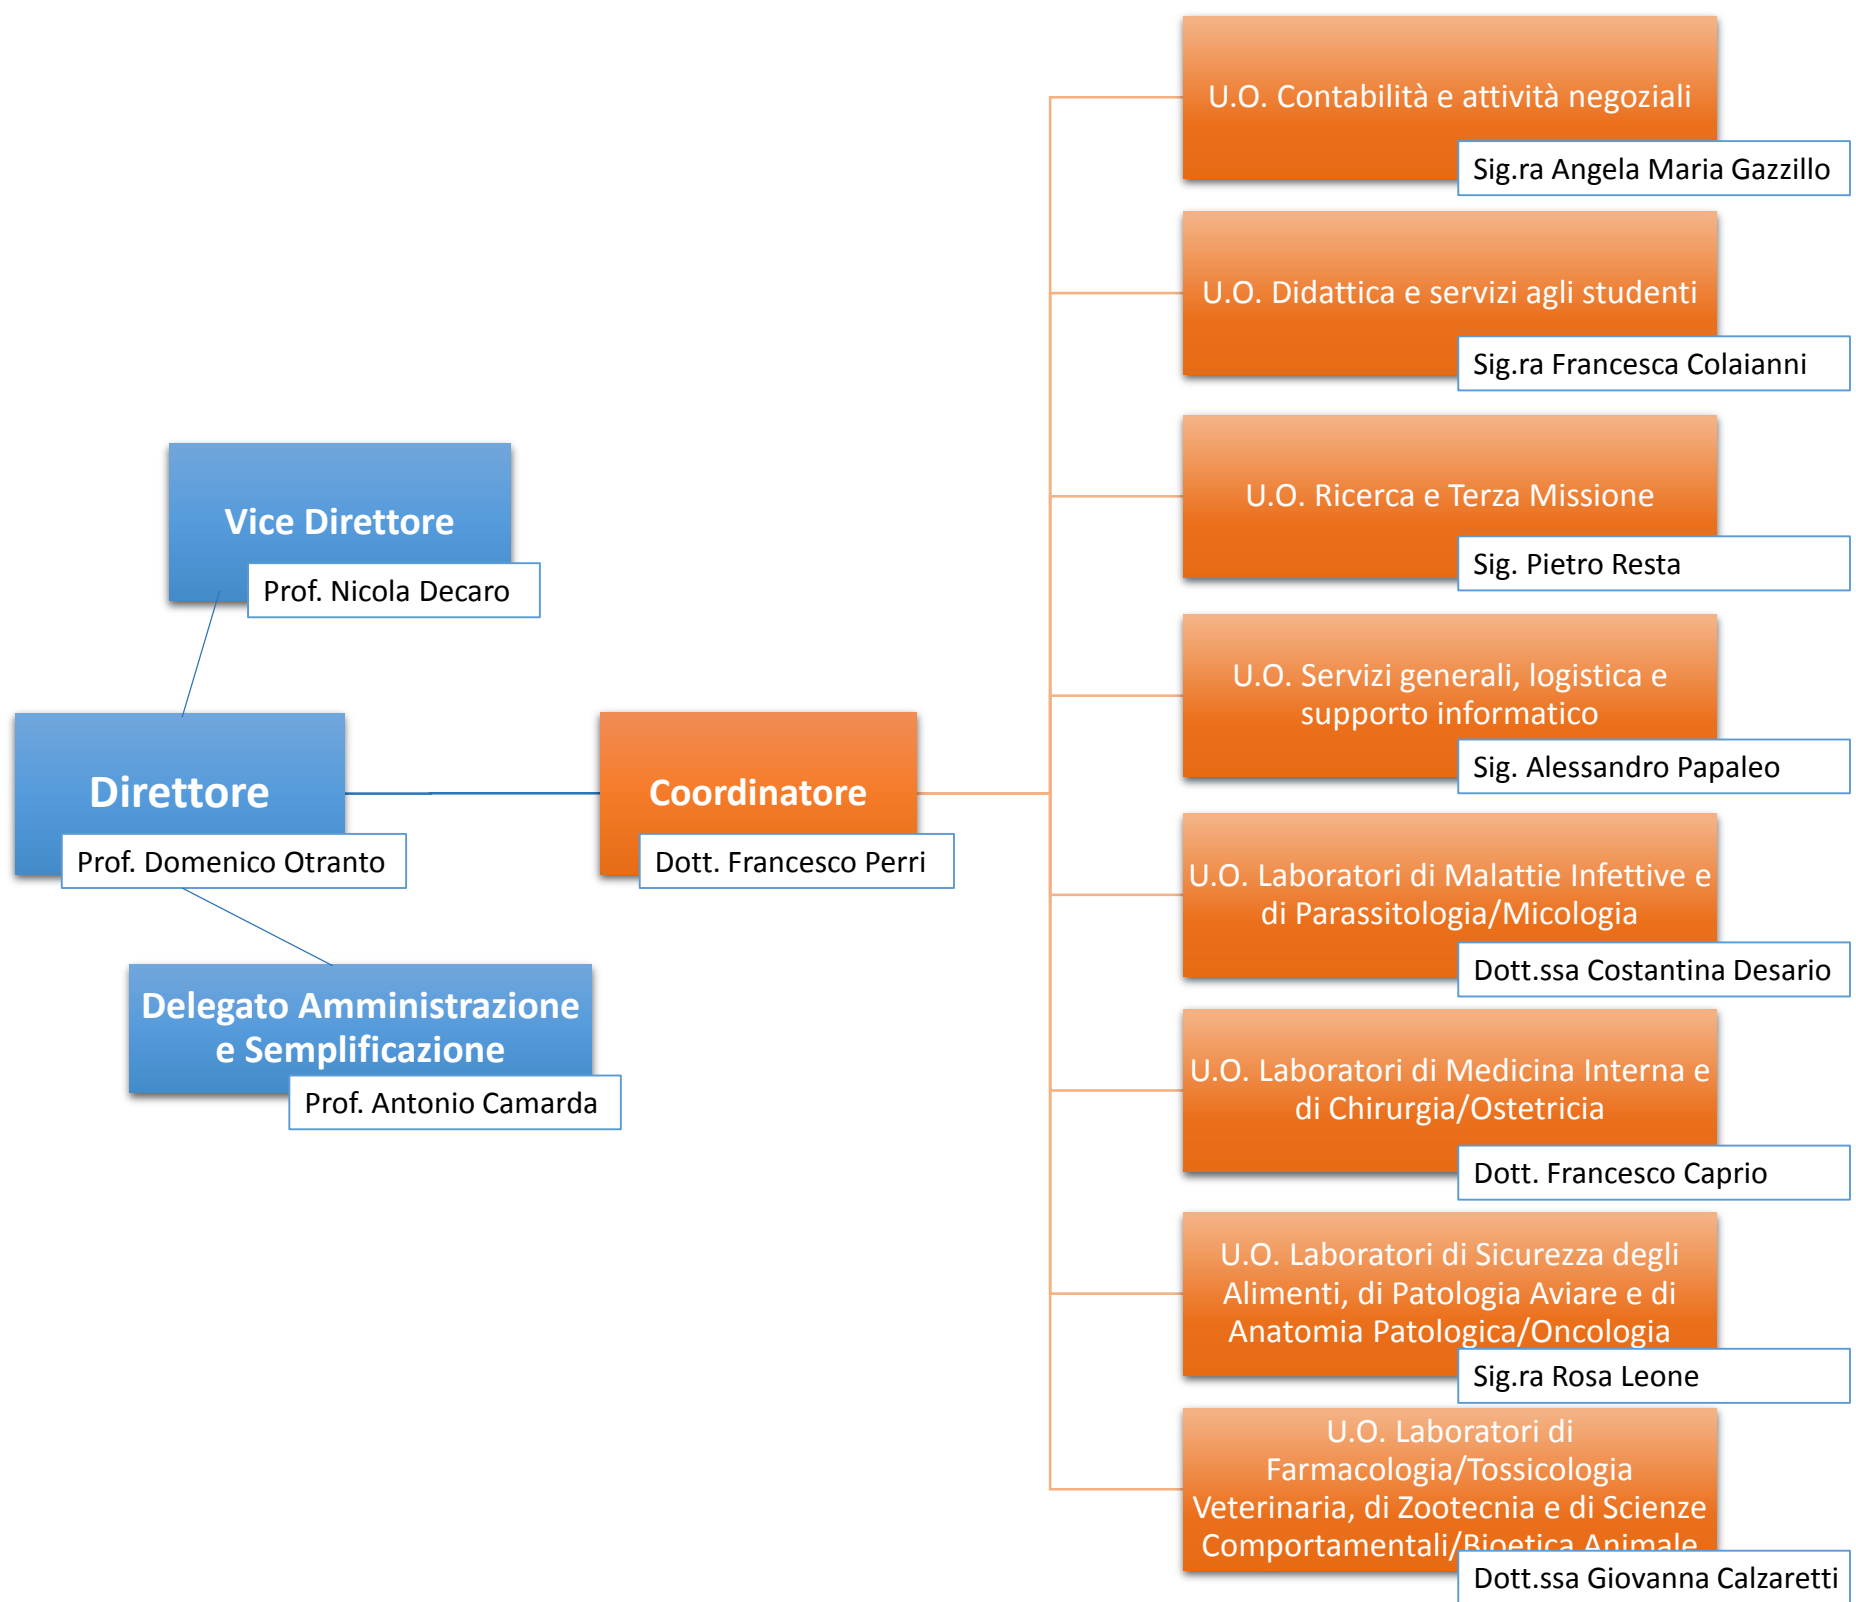 Vice Direttore
Prof. Nicola Decaro
Direttore
Prof. Domenico Otranto
Delegato Amministrazione
e Semplificazione
Prof. Antonio Camarda
Coordinatore
Dott. Francesco Perri
U.O. Contabilità e attività negoziali
Sig.ra Angela Maria Gazzillo
U.O. Didattica e servizi agli studenti
Sig.ra Francesca Colaianni
U.O. Ricerca e Terza Missione
Sig. Pietro Resta
U.O. Servizi generali, logistica e
supporto informatico
Sig. Alessandro Papaleo
U.O. Laboratori di Malattie Infettive e
di Parassitologia/Micologia
Dott.ssa Costantina Desario
U.O. Laboratori di Medicina Interna e
di Chirurgia/Ostetricia
Dott. Francesco Caprio
U.O. Laboratori di Sicurezza degli
Alimenti, di Patologia Aviare e di
Anatomia Patologica/Oncologia
Sig.ra Rosa Leone
U.O. Laboratori di
Farmacologia/Tossicologia
Veterinaria, di Zootecnia e di Scienze
Comportamentali/Bioetica Animale
Dott.ssa Giovanna Calzaretti